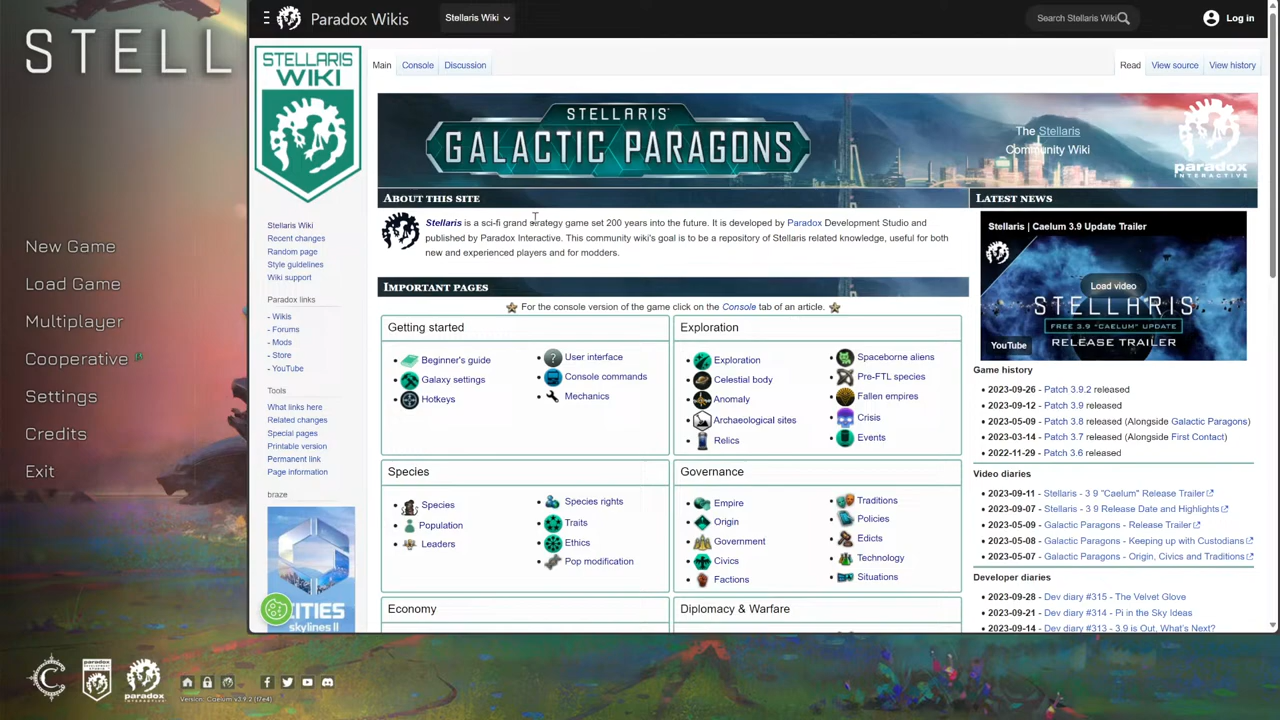 STELL
New Game
Load Game
Multiplayer
Cooperative β
Settings
Credits
Exit
Version: Caelum v3.9.2 (f7e4)
Paradox Wikis
Stellaris Wiki
Search Stellaris Wiki
Log in
STELLARIS
WIKI
Main
Console
Discussion
Read
View source
View history
STELLARIS
GALACTIC PARAGONS
The Stellaris
Community Wiki
paradox
INTERACTIVE
Stellaris Wiki
Recent changes
Random page
Style guidelines
Wiki support
Paradox links
- Wikis
- Forums
- Mods
- Store
- YouTube
Tools
What links here
Related changes
Special pages
Printable version
Permanent link
Page information
braze
CITIES
skylines II
About this site
Stellaris is a sci-fi grand strategy game set 200 years into the future. It is developed by Paradox Development Studio and
published by Paradox Interactive. This community wiki's goal is to be a repository of Stellaris related knowledge, useful for both
new and experienced players and for modders.
Important pages
For the console version of the game click on the Console tab of an article.
Getting started
Beginner's guide
Galaxy settings
Hotkeys
User interface
Console commands
Mechanics
Exploration
Exploration
Celestial body
Anomaly
Archaeological sites
Relics
Spaceborne aliens
Pre-FTL species
Fallen empires
Crisis
Events
Species
Species
Population
Leaders
Species rights
Traits
Ethics
Pop modification
Governance
Empire
Origin
Government
Civics
Factions
Traditions
Policies
Edicts
Technology
Situations
Economy
Diplomacy & Warfare
Latest news
Stellaris | Caelum 3.9 Update Trailer
Load video
STELLARIS
FREE 3.9 "CAELUM" UPDATE
RELEASE TRAILER
YouTube
Game history
2023-09-26 - Patch 3.9.2 released
2023-09-12 - Patch 3.9 released
2023-05-09 - Patch 3.8 released (Alongside Galactic Paragons)
2023-03-14 - Patch 3.7 released (Alongside First Contact)
2022-11-29 - Patch 3.6 released
Video diaries
2023-09-11 - Stellaris - 3 9 "Caelum" Release Trailer
2023-09-07 - Stellaris - 3 9 Release Date and Highlights
2023-05-09 - Galactic Paragons - Release Trailer
2023-05-08 - Galactic Paragons - Keeping up with Custodians
2023-05-07 - Galactic Paragons - Origin, Civics and Traditions
Developer diaries
2023-09-28 - Dev diary #315 - The Velvet Glove
2023-09-21 - Dev diary #314 - Pi in the Sky Ideas
2023-09-14 - Dev diary #313 - 3.9 is Out, What's Next?